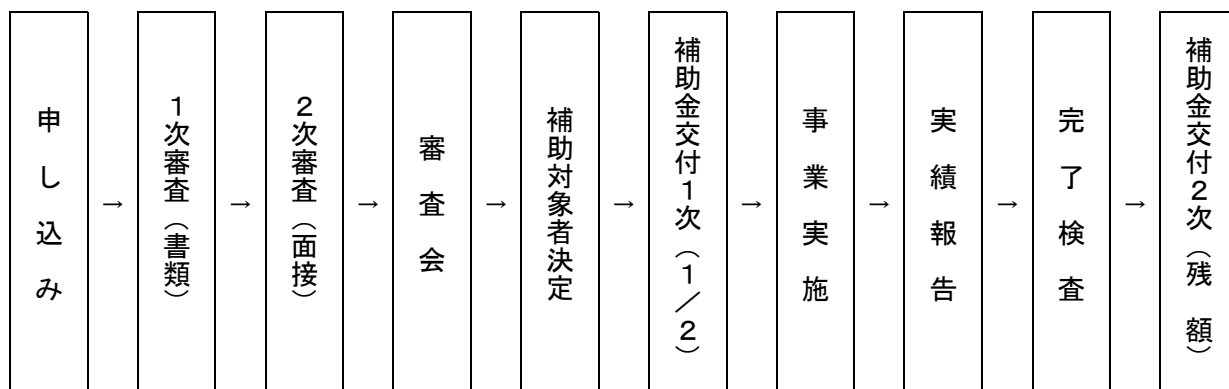 申し込み
→
1次審査（書類）
→
2次審査（面接）
→
審査会
→
補助対象者決定
→
補助金交付1次（1／2）
→
事業実施
→
実績報告
→
完了検査
→
補助金交付2次（残額）